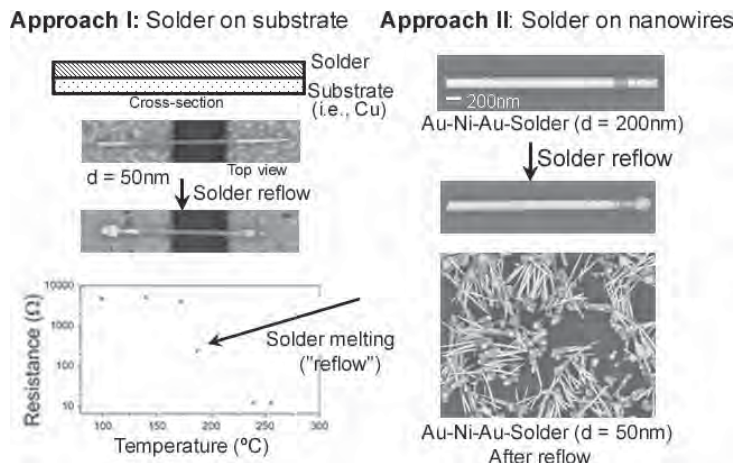 Approach I: Solder on substrate
Solder
Substrate
(i.e., Cu)
Cross-section
Top view
d = 50nm
Solder reflow
10000
1000
100
10
Resistance (Ω)
Solder melting
("reflow")
100
150
200
250
300
Temperature (ºC)
Approach II: Solder on nanowires
200nm
Au-Ni-Au-Solder (d = 200nm)
Solder reflow
Au-Ni-Au-Solder (d = 50nm)
After reflow